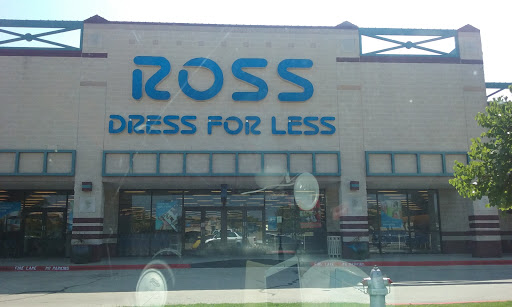 ROSS
DRESS FOR LESS
FIRE LANE NO PARKING